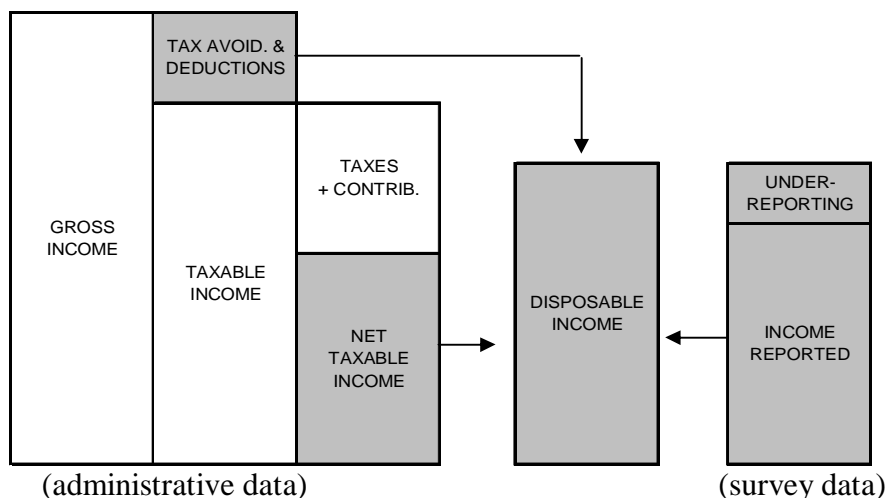 TAX AVOID. &
DEDUCTIONS
TAXES
+ CONTRIB.
UNDER-
REPORTING
GROSS
INCOME
TAXABLE
INCOME
DISPOSABLE
INCOME
NET
TAXABLE
INCOME
INCOME
REPORTED
(administrative data)
(survey data)